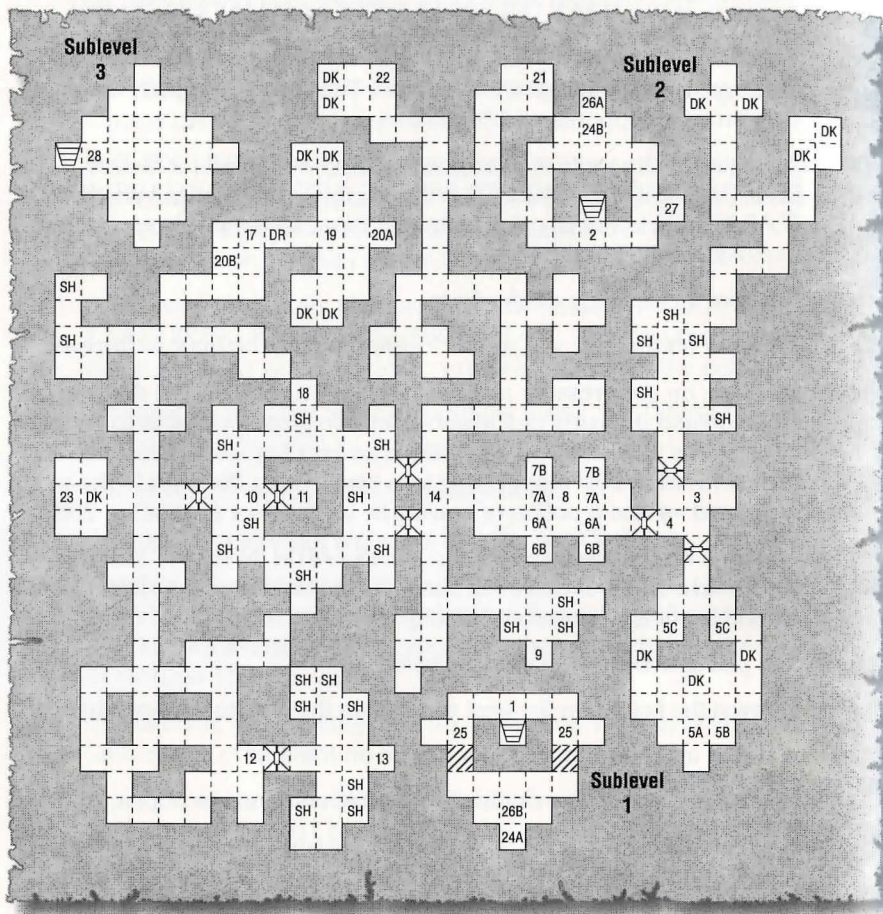 Sublevel
3
DK 22
DK
21
Sublevel
2
26A
24B
DK DK
DK
DK
28
DK DK
27
17 DR 19 20A
2
20B
SH
DK DK
SH
SH SH
SH
18
SH
SH
SH
SH SH
7B 7B
23 DK 10 11 SH 14 7A 8 7A 3
SH 6A 6A 4
SH SH 6B 6B
SH
SH
SH SH
5C 5C
9
DK DK
SH SH
DK
SH SH
1
25 25
5A 5B
12 13
SH
Sublevel
1
SH SH
26B
24A